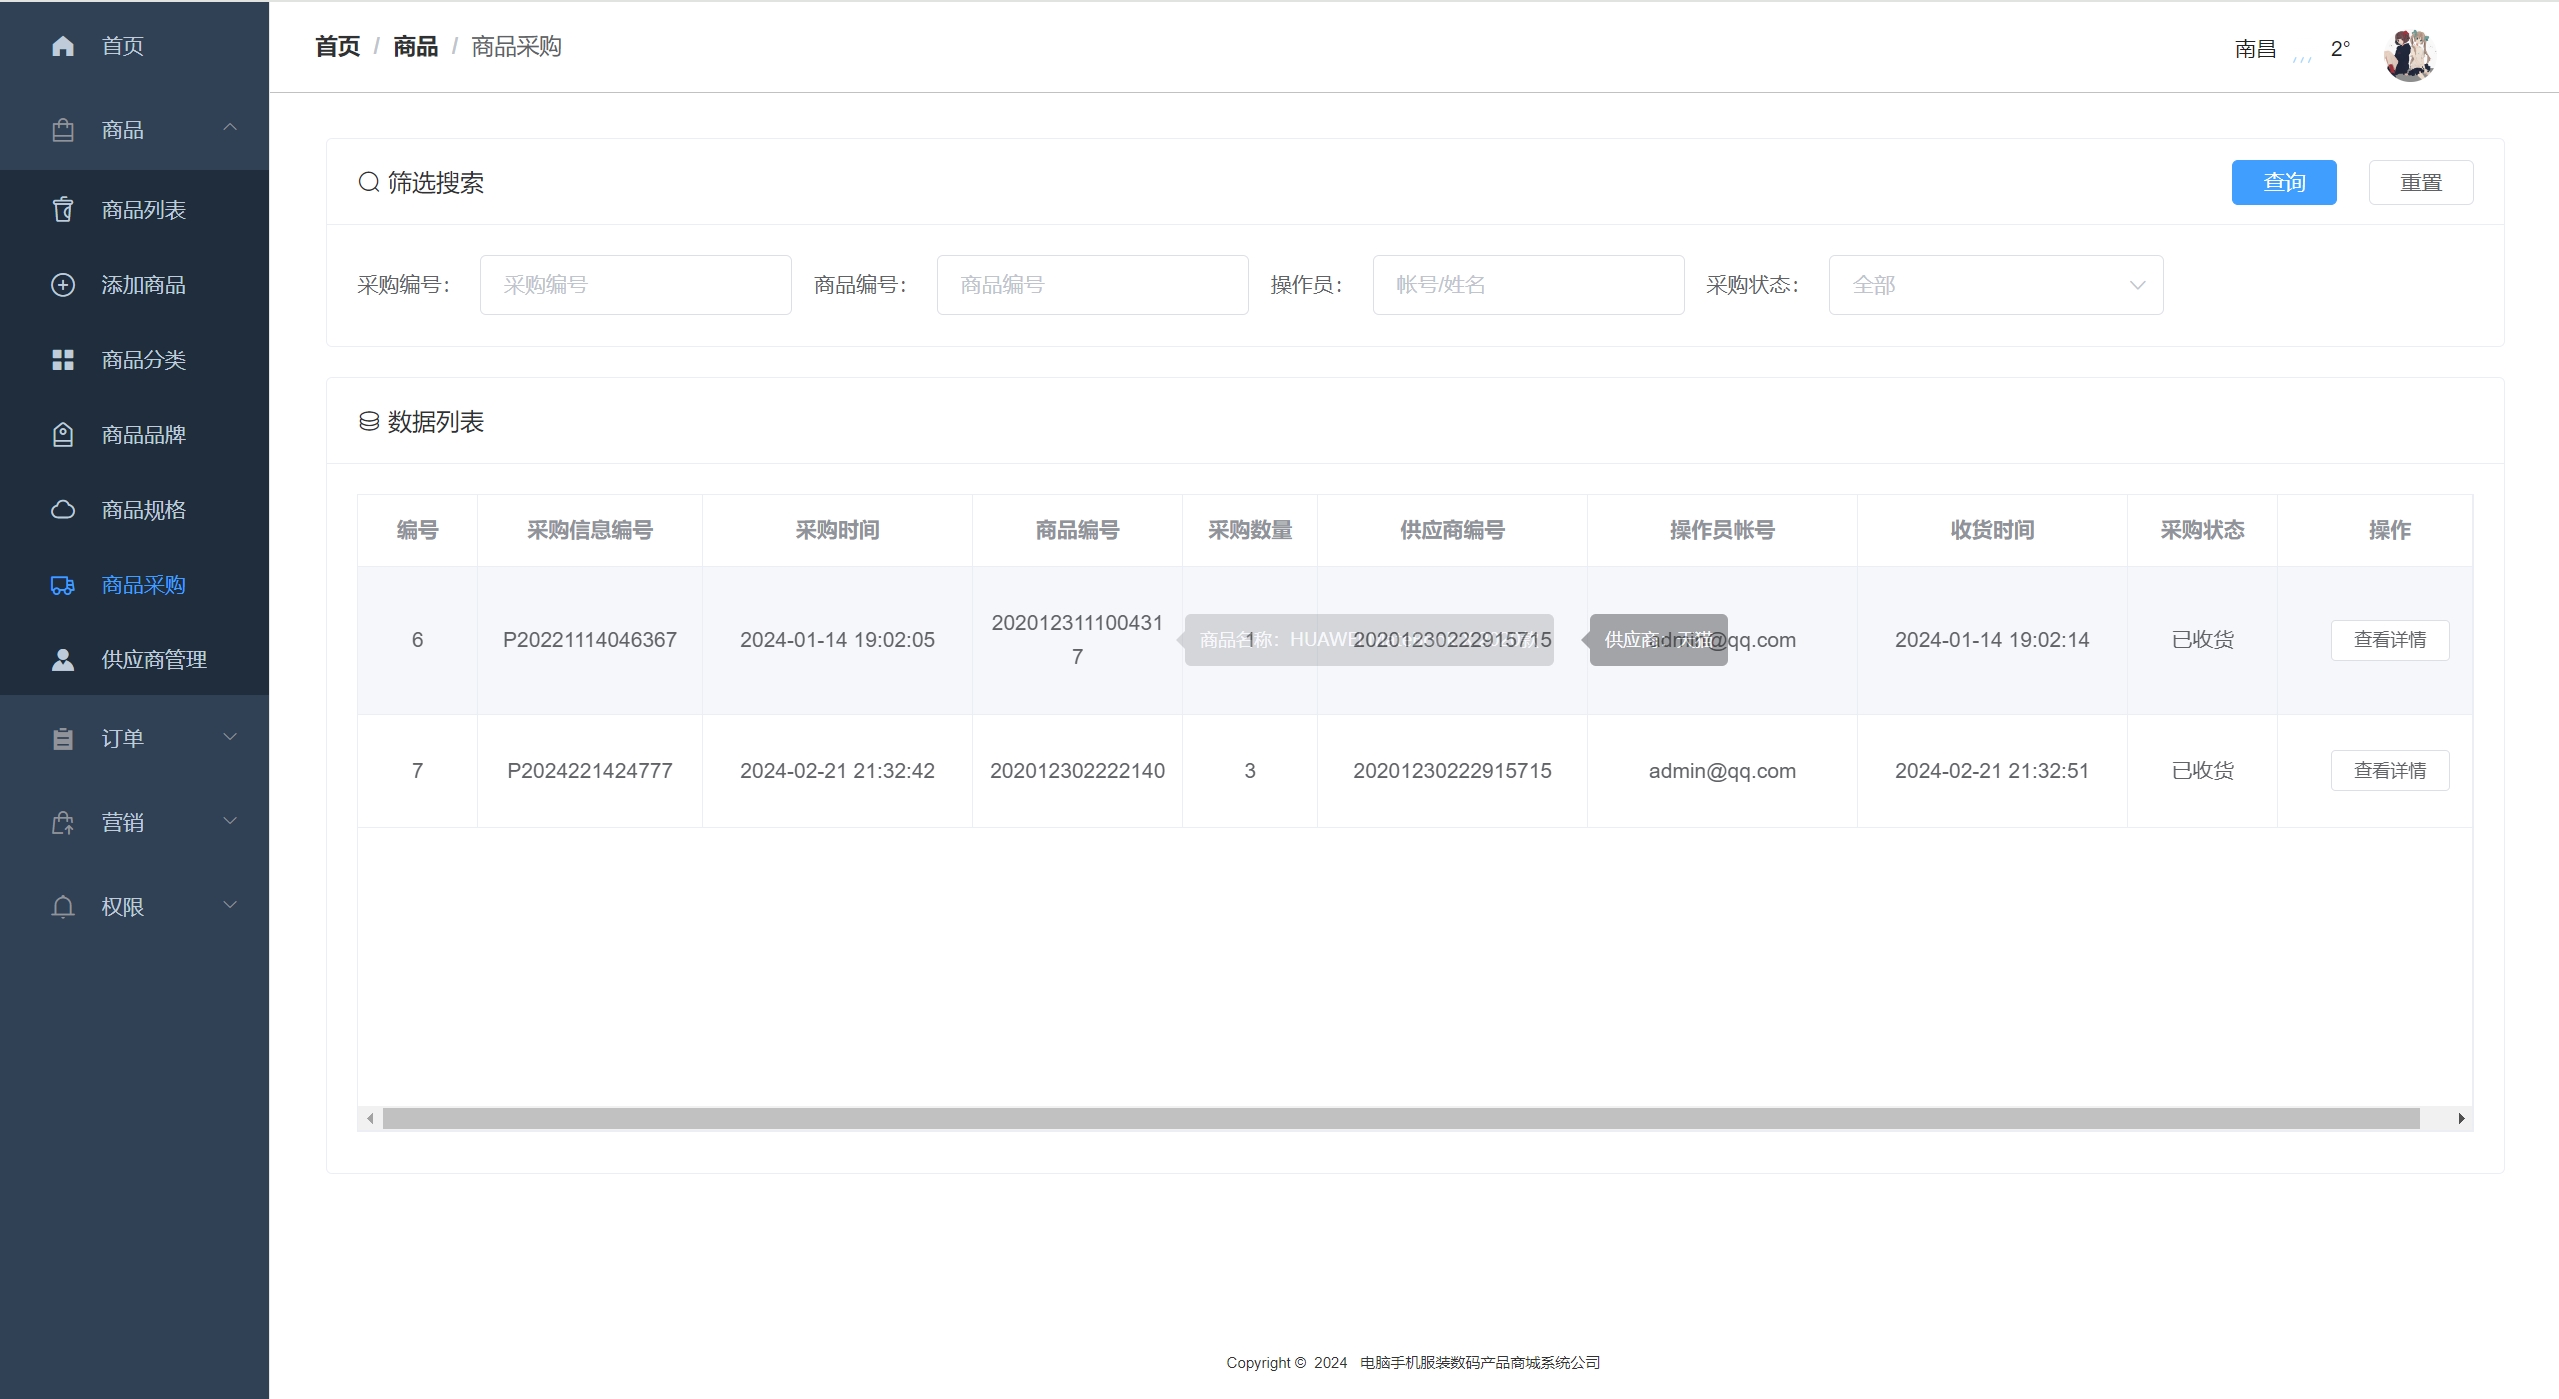 首页
商品
商品列表
添加商品
商品分类
商品品牌
商品规格
商品采购
供应商管理
订单
营销
权限
首页 / 商品 / 商品采购
南昌 2°
筛选搜索 查询 重置
采购编号： 采购编号 商品编号： 商品编号 操作员： 帐号/姓名 采购状态： 全部
数据列表
编号 采购信息编号 采购时间 商品编号 采购数量 供应商编号 操作员帐号 收货时间 采购状态 操作
6 P20221114046367 2024-01-14 19:02:05 202012311100431 1 20201230222915715 @qq.com 2024-01-14 19:02:14 已收货 查看详情
7
商品名称：
供应商：天猫
7 P2024221424777 2024-02-21 21:32:42 202012302222140 3 20201230222915715 admin@qq.com 2024-02-21 21:32:51 已收货 查看详情
Copyright © 2024 电脑手机服装数码产品商城系统公司